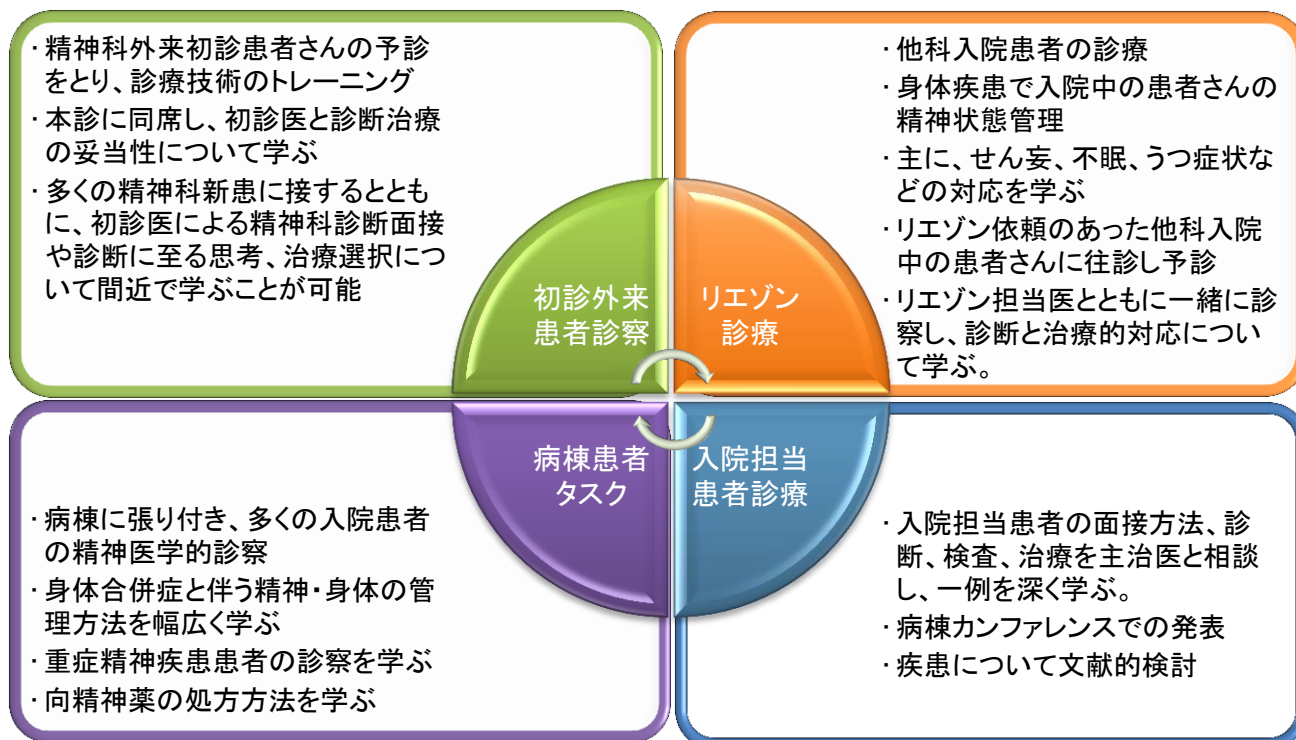 ・精神科外来初診患者さんの予診
をとり、診療技術のトレーニング
・本診に同席し、初診医と診断治療
の妥当性について学ぶ
・多くの精神科新患に接するととも
に、初診医による精神科診断面接
や診断に至る思考、治療選択につ
いて間近で学ぶことが可能
・他科入院患者の診療
・身体疾患で入院中の患者さんの
精神状態管理
・主に、せん妄、不眠、うつ症状な
どの対応を学ぶ
・リエゾン依頼のあった他科入院
中の患者さんに往診し予診
・リエゾン担当医とともに一緒に診
察し、診断と治療的対応につい
て学ぶ。
初診外来
患者診察
リエゾン
診療
病棟患者
タスク
入院担当
患者診療
・病棟に張り付き、多くの入院患者
の精神医学的診察
・身体合併症と伴う精神・身体の管
理方法を幅広く学ぶ
・重症精神疾患患者の診察を学ぶ
・向精神薬の処方方法を学ぶ
・入院担当患者の面接方法、診
断、検査、治療を主治医と相談
し、一例を深く学ぶ。
・病棟カンファレンスでの発表
・疾患について文献的検討